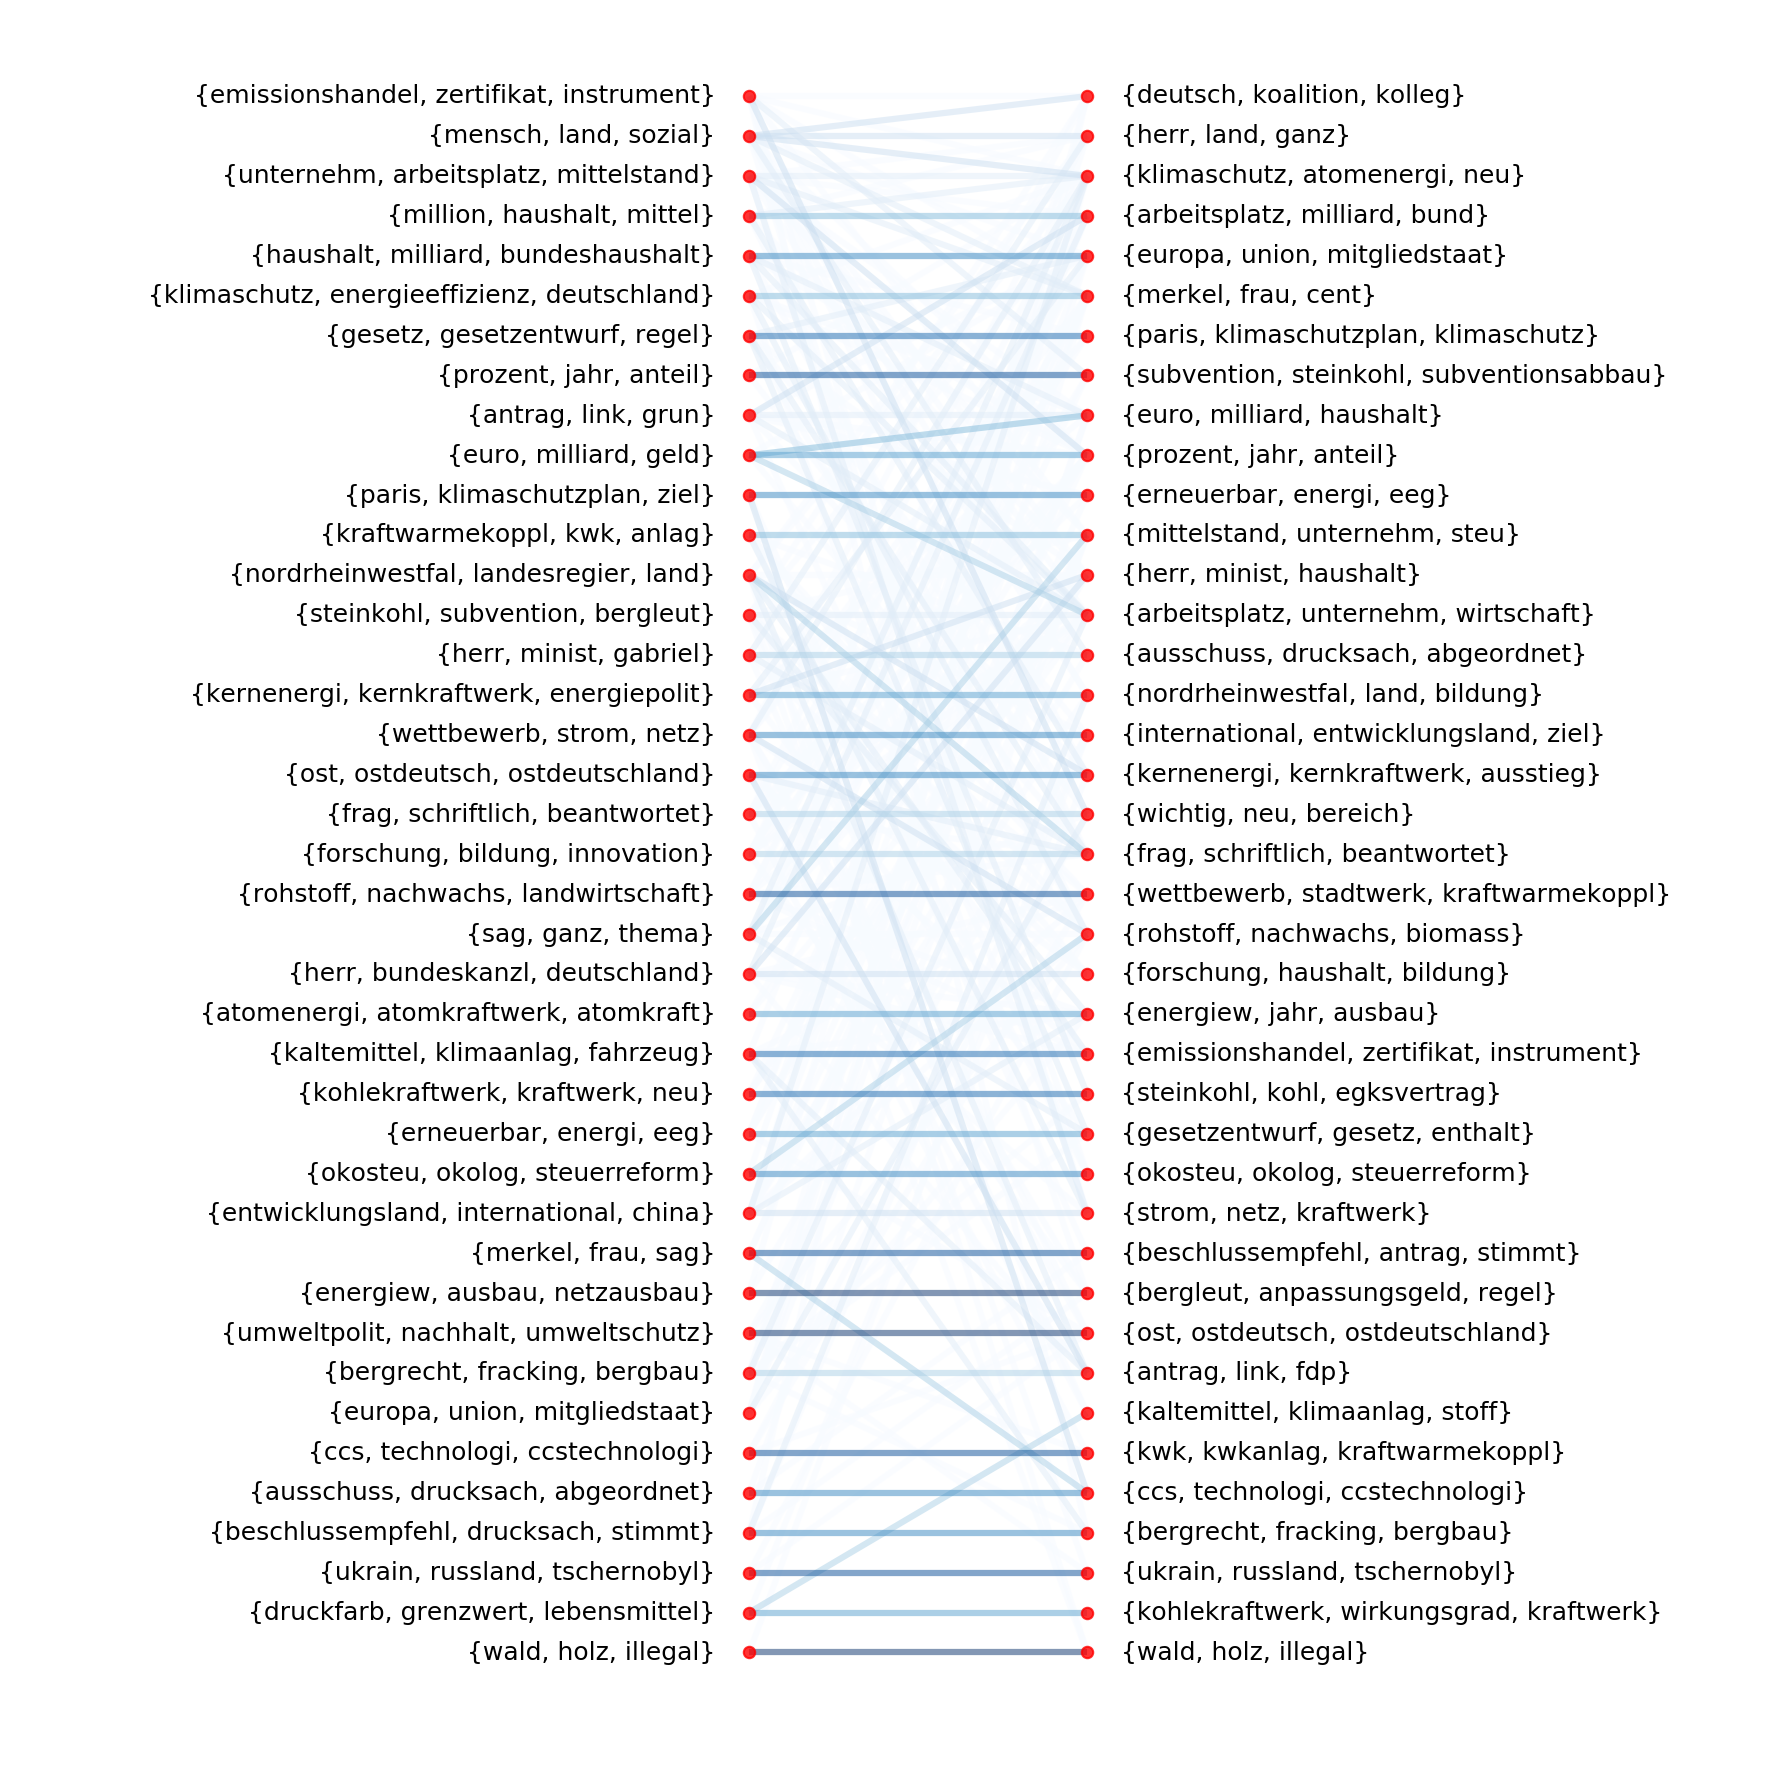 {emissionshandel, zertifikat, instrument} {deutsch, koalition, kolleg}
{mensch, land, sozial} {herr, land, ganz}
{unternehm, arbeitsplatz, mittelstand} {klimaschutz, atomenergi, neu}
{million, haushalt, mittel} {arbeitsplatz, milliard, bund}
{haushalt, milliard, bundeshaushalt} {europa, union, mitgliedstaat}
{klimaschutz, energieeffizienz, deutschland} {merkel, frau, cent}
{gesetz, gesetzentwurf, regel} {paris, klimaschutzplan, klimaschutz}
{prozent, jahr, anteil} {subvention, steinkohl, subventionsabbau}
{antrag, link, grun} {euro, milliard, haushalt}
{euro, milliard, geld} {prozent, jahr, anteil}
{paris, klimaschutzplan, ziel} {erneuerbar, energi, eeg}
{kraftwarmekoppl, kwk, anlag} {mittelstand, unternehm, steu}
{nordrheinwestfal, landesregier, land} {herr, minist, haushalt}
{steinkohl, subvention, bergleut} {arbeitsplatz, unternehm, wirtschaft}
{herr, minist, gabriel} {ausschuss, drucksach, abgeordnet}
{kernenergi, kernkraftwerk, energiepolit} {nordrheinwestfal, land, bildung}
{wettbewerb, strom, netz} {international, entwicklungsland, ziel}
{ost, ostdeutsch, ostdeutschland} {kernenergi, kernkraftwerk, ausstieg}
{frag, schriftlich, beantwortet} {wichtig, neu, bereich}
{forschung, bildung, innovation} {frag, schriftlich, beantwortet}
{rohstoff, nachwachs, landwirtschaft} {wettbewerb, stadtwerk, kraftwarmekoppl}
{sag, ganz, thema} {rohstoff, nachwachs, biomass}
{herr, bundeskanzl, deutschland} {forschung, haushalt, bildung}
{atomenergi, atomkraftwerk, atomkraft} {energiew, jahr, ausbau}
{kaltemittel, klimaanlag, fahrzeug} {emissionshandel, zertifikat, instrument}
{kohlekraftwerk, kraftwerk, neu} {steinkohl, kohl, egksvertrag}
{erneuerbar, energi, eeg} {gesetzentwurf, gesetz, enthalt}
{okosteu, okolog, steuerreform} {okosteu, okolog, steuerreform}
{entwicklungsland, international, china} {strom, netz, kraftwerk}
{merkel, frau, sag} {beschlussempfehl, antrag, stimmt}
{energiew, ausbau, netzausbau} {bergleut, anpassungsgeld, regel}
{umweltpolit, nachhalt, umweltschutz} {ost, ostdeutsch, ostdeutschland}
{bergrecht, fracking, bergbau} {antrag, link, fdp}
{europa, union, mitgliedstaat} {kaltemittel, klimaanlag, stoff}
{ccs, technologi, ccstechnologi} {kwk, kwkanlag, kraftwarmekoppl}
{ausschuss, drucksach, abgeordnet} {ccs, technologi, ccstechnologi}
{beschlussempfehl, drucksach, stimmt} {bergrecht, fracking, bergbau}
{ukrain, russland, tschernobyl} {ukrain, russland, tschernobyl}
{druckfarb, grenzwert, lebensmittel} {kohlekraftwerk, wirkungsgrad, kraftwerk}
{wald, holz, illegal} {wald, holz, illegal}